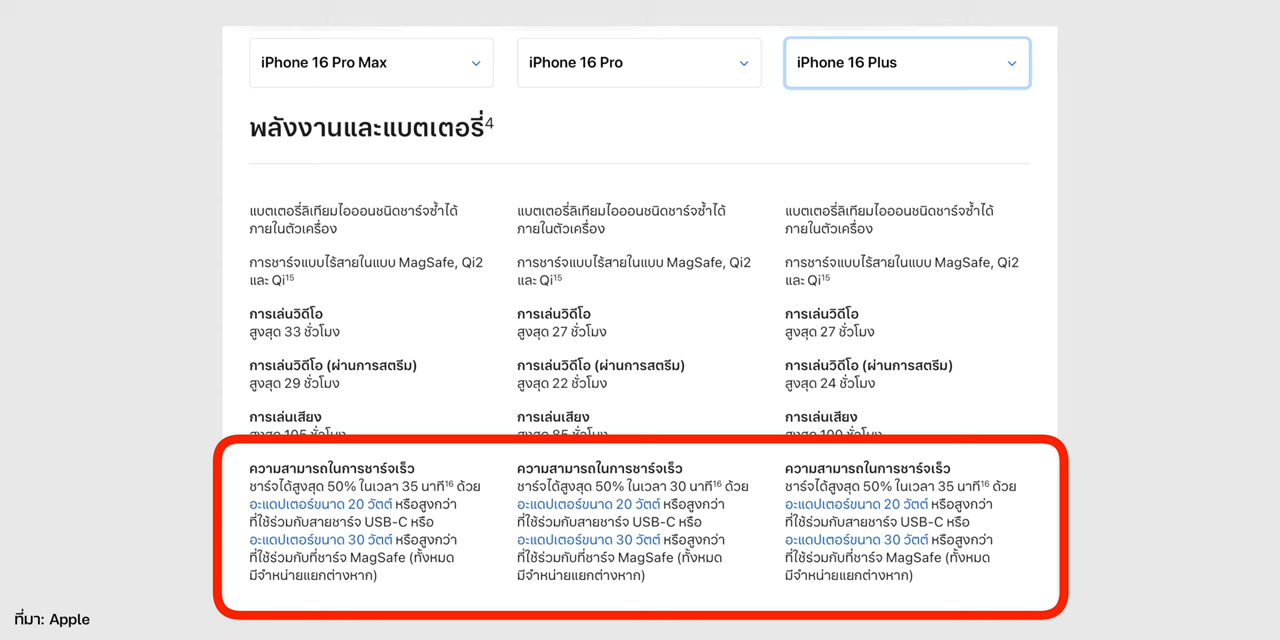 iPhone 16 Pro Max
iPhone 16 Pro
iPhone 16 Plus
พลังงานและแบตเตอรี่⁴
แบตเตอรี่ลิเทียมไอออนชนิดชาร์จซ้ำได้
ภายในตัวเครื่อง
การชาร์จแบบไร้สายในแบบ MagSafe, Qi2
และ Qi¹⁵
การเล่นวิดีโอ
สูงสุด 33 ชั่วโมง
การเล่นวิดีโอ (ผ่านการสตรีม)
สูงสุด 29 ชั่วโมง
การเล่นเสียง
สูงสุด 105 ชั่วโมง
ความสามารถในการชาร์จเร็ว
ชาร์จได้สูงสุด 50% ในเวลา 35 นาที¹⁶ ด้วย
อะแดปเตอร์ขนาด 20 วัตต์ หรือสูงกว่า
ที่ใช้ร่วมกับสายชาร์จ USB-C หรือ
อะแดปเตอร์ขนาด 30 วัตต์ หรือสูงกว่า
ที่ใช้ร่วมกับที่ชาร์จ MagSafe (ทั้งหมด
มีจำหน่ายแยกต่างหาก)
แบตเตอรี่ลิเทียมไอออนชนิดชาร์จซ้ำได้
ภายในตัวเครื่อง
การชาร์จแบบไร้สายในแบบ MagSafe, Qi2
และ Qi¹⁵
การเล่นวิดีโอ
สูงสุด 27 ชั่วโมง
การเล่นวิดีโอ (ผ่านการสตรีม)
สูงสุด 22 ชั่วโมง
การเล่นเสียง
สูงสุด 85 ชั่วโมง
ความสามารถในการชาร์จเร็ว
ชาร์จได้สูงสุด 50% ในเวลา 30 นาที¹⁶ ด้วย
อะแดปเตอร์ขนาด 20 วัตต์ หรือสูงกว่า
ที่ใช้ร่วมกับสายชาร์จ USB-C หรือ
อะแดปเตอร์ขนาด 30 วัตต์ หรือสูงกว่า
ที่ใช้ร่วมกับที่ชาร์จ MagSafe (ทั้งหมด
มีจำหน่ายแยกต่างหาก)
แบตเตอรี่ลิเทียมไอออนชนิดชาร์จซ้ำได้
ภายในตัวเครื่อง
การชาร์จแบบไร้สายในแบบ MagSafe, Qi2
และ Qi¹⁵
การเล่นวิดีโอ
สูงสุด 27 ชั่วโมง
การเล่นวิดีโอ (ผ่านการสตรีม)
สูงสุด 24 ชั่วโมง
การเล่นเสียง
สูงสุด 100 ชั่วโมง
ความสามารถในการชาร์จเร็ว
ชาร์จได้สูงสุด 50% ในเวลา 35 นาที¹⁶ ด้วย
อะแดปเตอร์ขนาด 20 วัตต์ หรือสูงกว่า
ที่ใช้ร่วมกับสายชาร์จ USB-C หรือ
อะแดปเตอร์ขนาด 30 วัตต์ หรือสูงกว่า
ที่ใช้ร่วมกับที่ชาร์จ MagSafe (ทั้งหมด
มีจำหน่ายแยกต่างหาก)
ที่มา: Apple